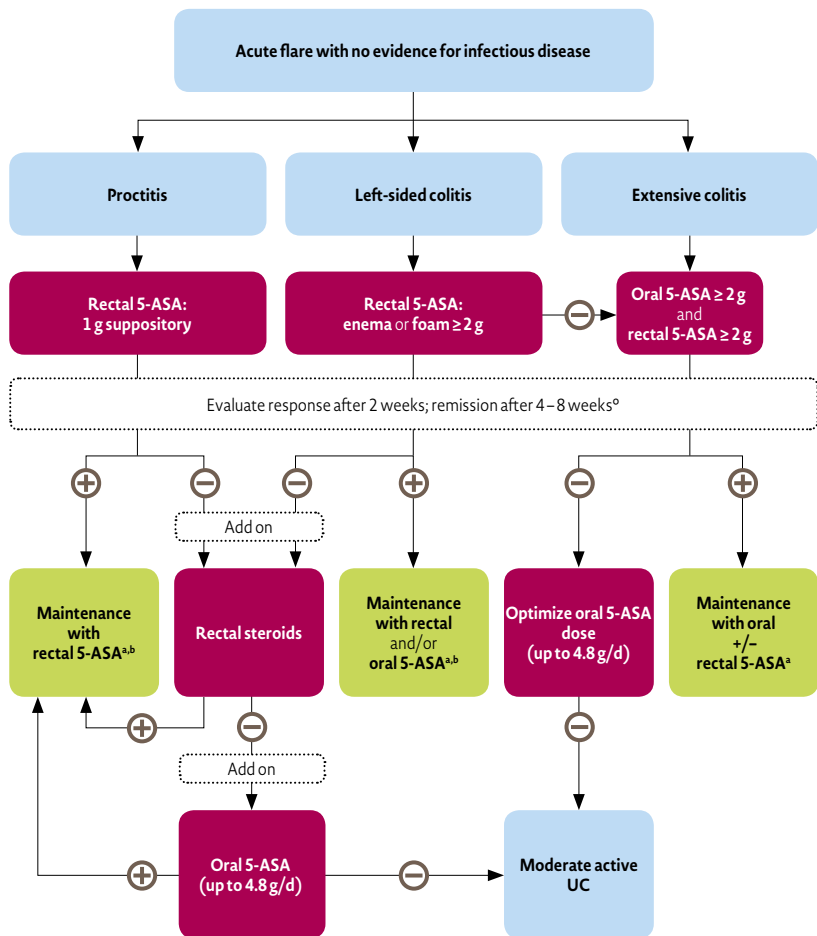 Acute flare with no evidence for infectious disease
Proctitis
Left-sided colitis
Extensive colitis
Rectal 5-ASA:
1 g suppository
Rectal 5-ASA:
enema or foam ≥ 2 g
Oral 5-ASA ≥ 2 g
and
rectal 5-ASA ≥ 2 g
Evaluate response after 2 weeks; remission after 4 – 8 weeksº
Add on
Maintenance
with
rectal 5-ASAᵃ,ᵇ
Rectal steroids
Maintenance
with rectal
and/or
oral 5-ASAᵃ,ᵇ
Optimize oral 5-ASA
dose
(up to 4.8 g/d)
Maintenance
with oral
+/−
rectal 5-ASAᵃ
Add on
Oral 5-ASA
(up to 4.8 g/d)
Moderate active
UC